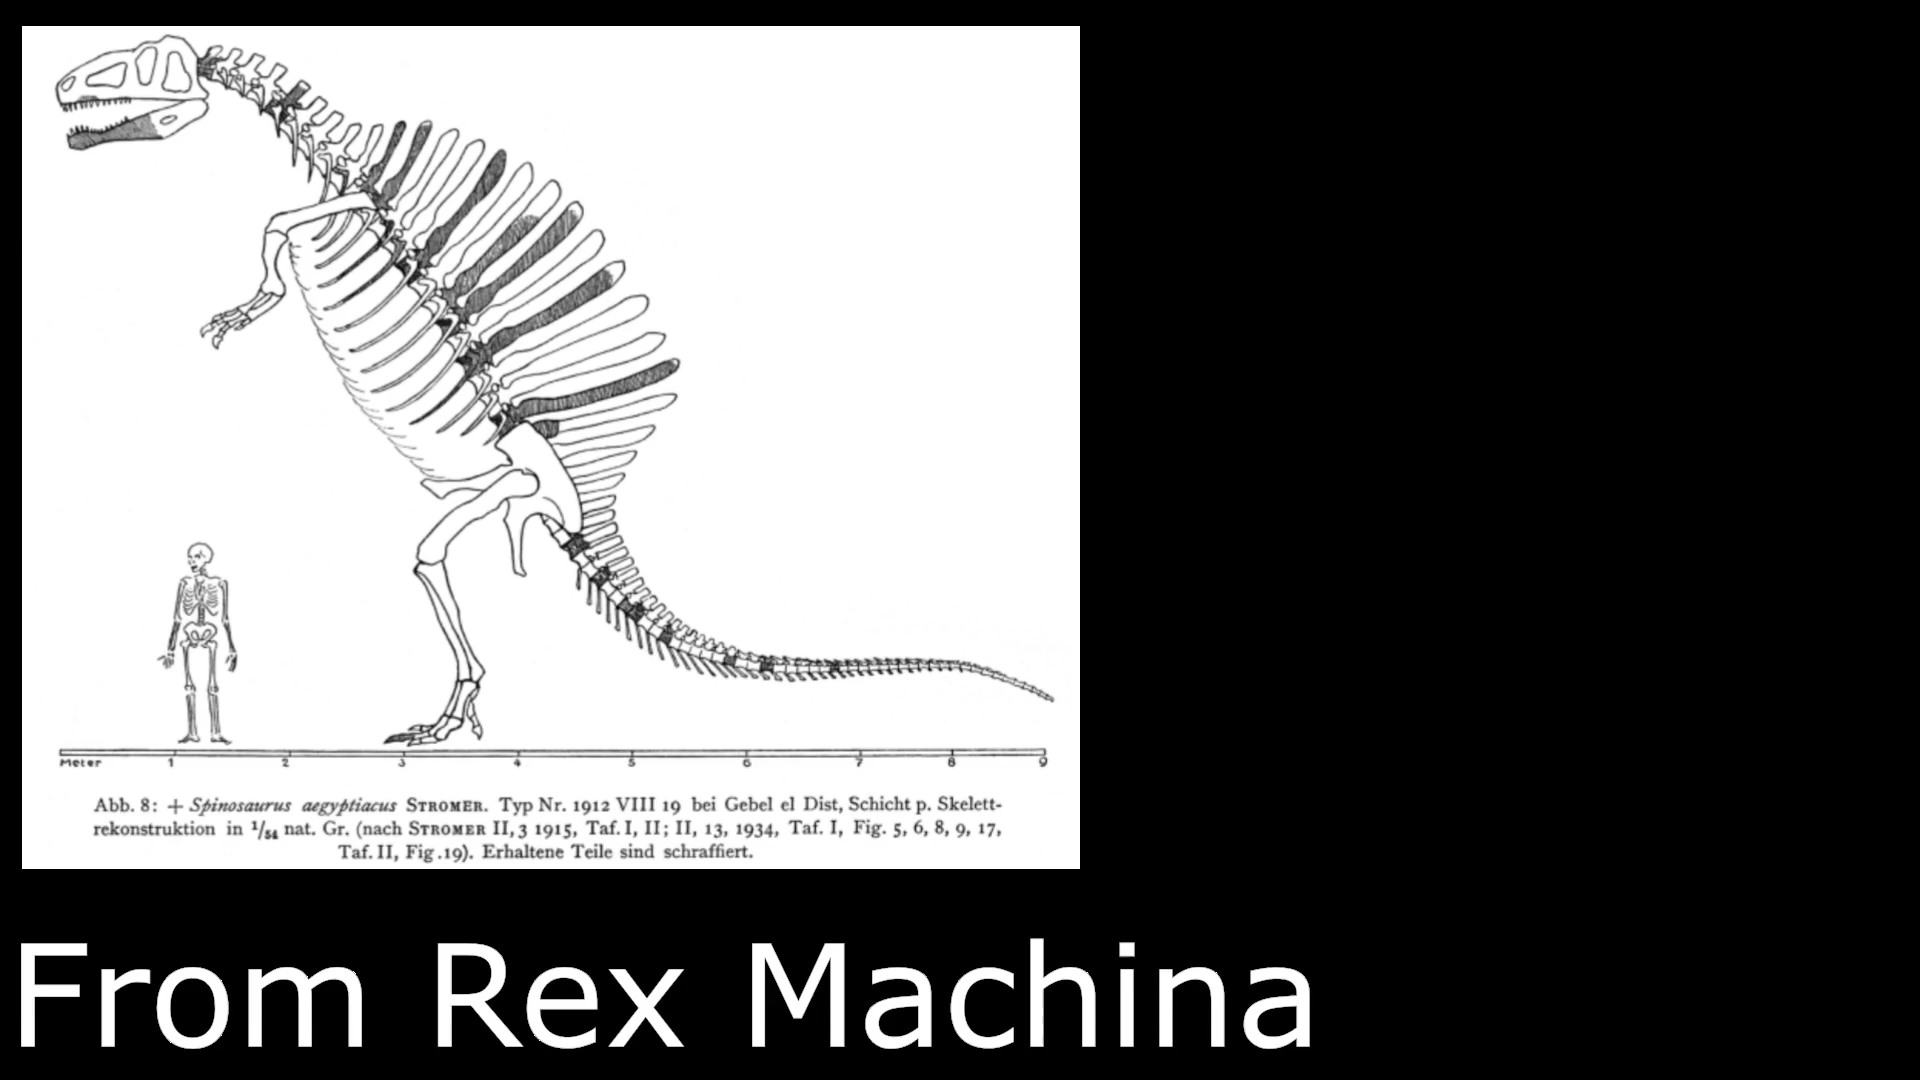 Meter 1 2 3 4 5 6 7 8 9
Abb. 8: + Spinosaurus aegyptiacus STROMER. Typ Nr. 1912 VIII 19 bei Gebel el Dist, Schicht p. Skelett-
rekonstruktion in 1/54 nat. Gr. (nach STROMER II, 3 1915, Taf. I, II; II, 13, 1934, Taf. I, Fig. 5, 6, 8, 9, 17,
Taf. II, Fig. 19). Erhaltene Teile sind schraffiert.
From Rex Machina